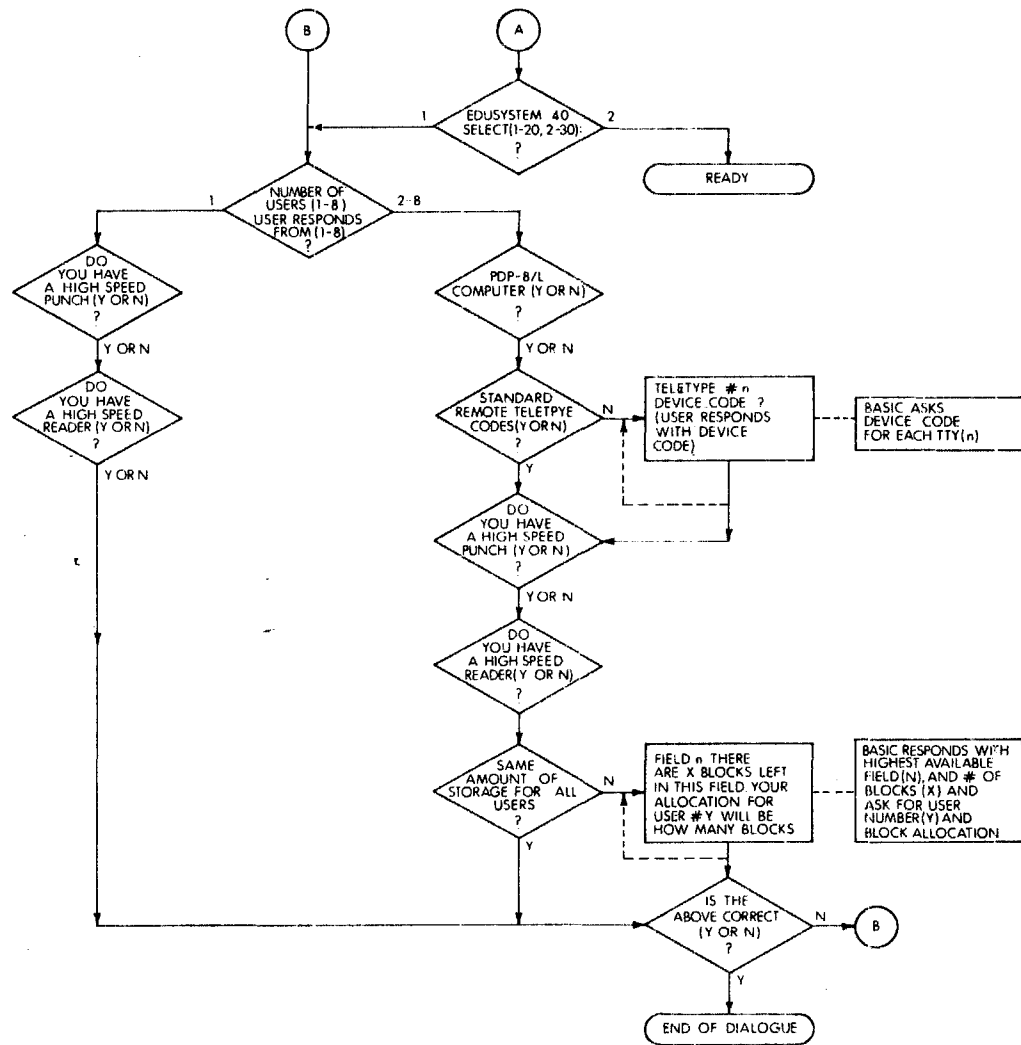 B
A
EDUSYSTEM 40
SELECT(1-20, 2-30):
?
1
2
READY
NUMBER OF
USERS (1-8)
USER RESPONDS
FROM (1-8)
?
1
2-8
DO
YOU HAVE
A HIGH SPEED
PUNCH (Y OR N)
?
Y OR N
DO
YOU HAVE
A HIGH SPEED
READER (Y OR N)
?
Y OR N
PDP-8/L
COMPUTER (Y OR N)
?
Y OR N
STANDARD
REMOTE TELETPYE
CODES(Y OR N)
?
N
Y
TELETYPE # n
DEVICE CODE ?
(USER RESPONDS
WITH DEVICE
CODE)
BASIC ASKS
DEVICE CODE
FOR EACH TTY(n)
DO
YOU HAVE
A HIGH SPEED
PUNCH (Y OR N)
?
Y OR N
DO
YOU HAVE
A HIGH SPEED
READER(Y OR N)
?
SAME
AMOUNT OF
STORAGE FOR ALL
USERS
?
N
Y
FIELD n THERE
ARE X BLOCKS LEFT
IN THIS FIELD. YOUR
ALLOCATION FOR
USER #Y WILL BE
HOW MANY BLOCKS
BASIC RESPONDS WITH
HIGHEST AVAILABLE
FIELD(N), AND # OF
BLOCKS (X) AND
ASK FOR USER
NUMBER(Y) AND
BLOCK ALLOCATION
IS THE
ABOVE CORRECT
(Y OR N)
?
N
B
Y
END OF DIALOGUE